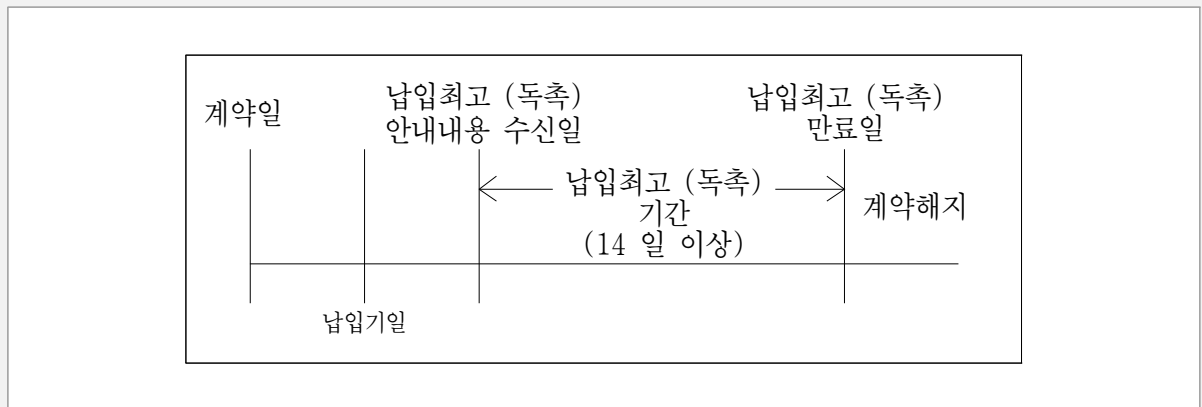 계약일
납입최고 (독촉)
안내내용 수신일
납입최고 (독촉)
만료일
납입최고 (독촉)
기간
(14 일 이상)
계약해지
납입기일